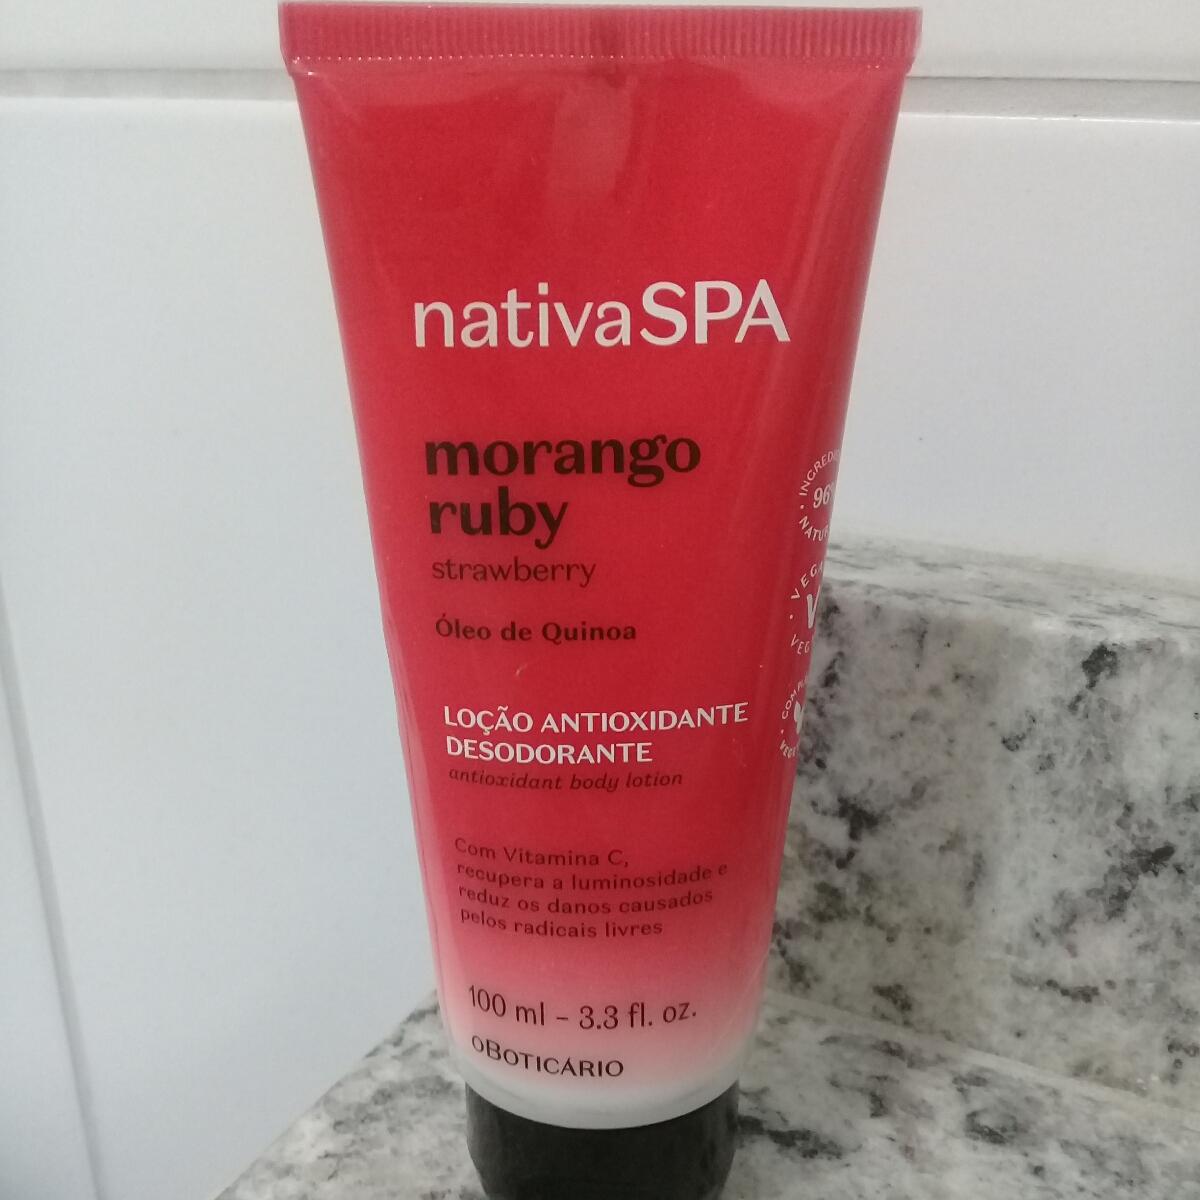 nativaSPA
morango
ruby
strawberry
Óleo de Quinoa
LOÇÃO ANTIOXIDANTE
DESODORANTE
antioxidant body lotion
Com Vitamina C,
recupera a luminosidade e
reduz os danos causados
pelos radicais livres
100 ml – 3.3 fl. oz.
oBOTICÁRIO